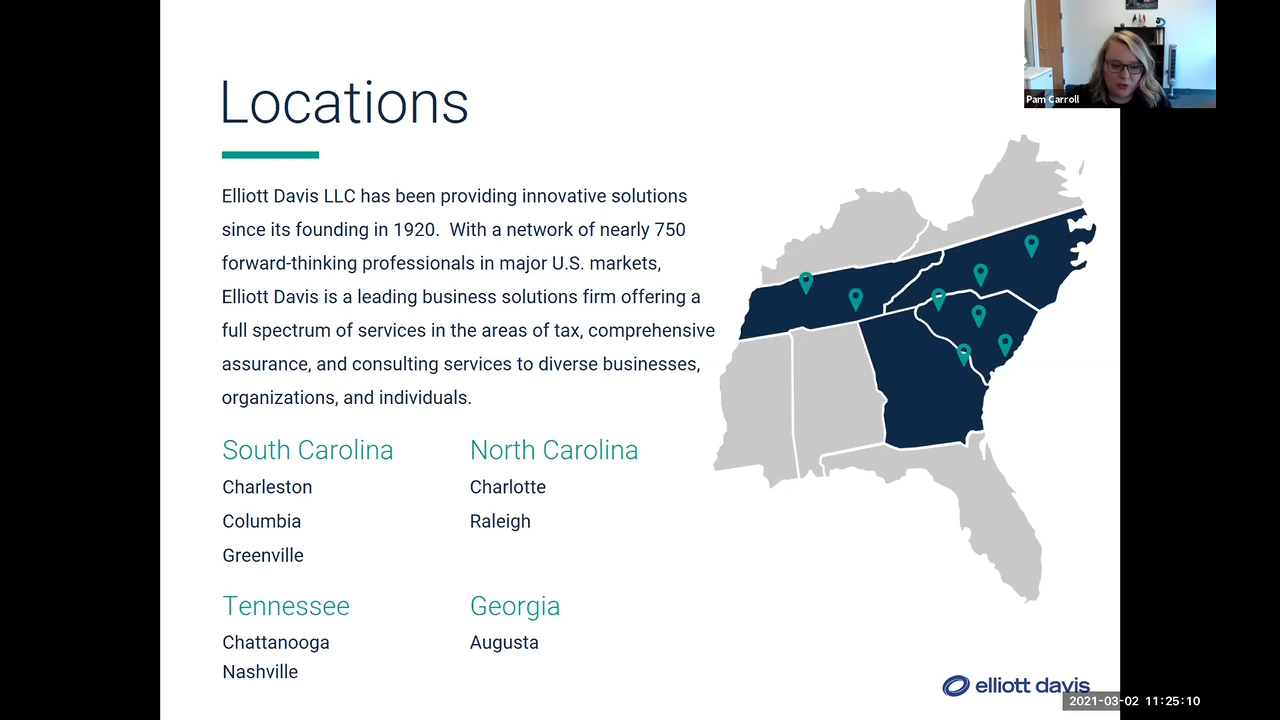 Pam Carroll
Locations
Elliott Davis LLC has been providing innovative solutions
since its founding in 1920.  With a network of nearly 750
forward-thinking professionals in major U.S. markets,
Elliott Davis is a leading business solutions firm offering a
full spectrum of services in the areas of tax, comprehensive
assurance, and consulting services to diverse businesses,
organizations, and individuals.
South Carolina
Charleston
Columbia
Greenville
North Carolina
Charlotte
Raleigh
Tennessee
Chattanooga
Nashville
Georgia
Augusta
elliott davis
2021-03-02 11:25:10